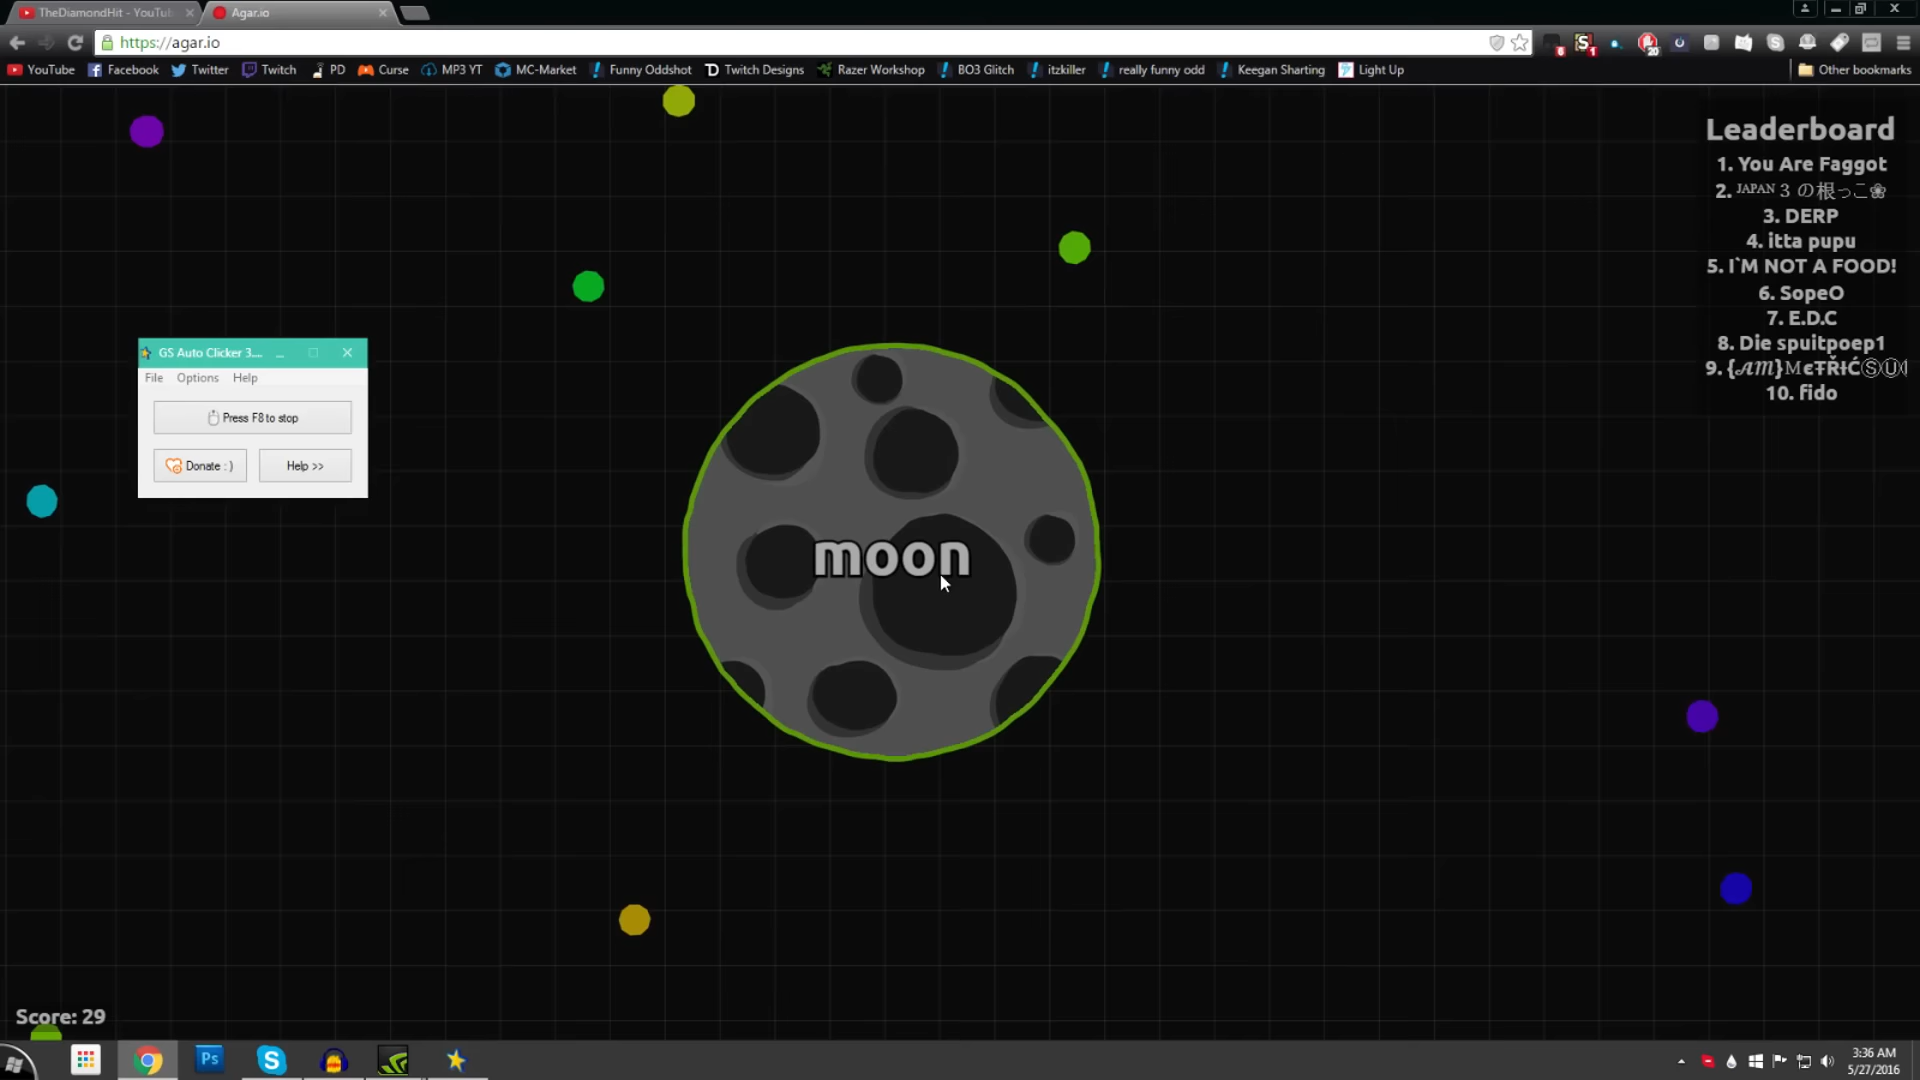 TheDiamondHit - YouTub
Agar.io
https://agar.io
YouTube
Facebook
Twitter
Twitch
PD
Curse
MP3 YT
MC-Market
Funny Oddshot
Twitch Designs
Razer Workshop
BO3 Glitch
itzkiller
really funny odd
Keegan Sharting
Light Up
Other bookmarks
Leaderboard
1. You Are Faggot
2. JAPAN 3 の根っこ❀
3. DERP
4. itta pupu
5. I`M NOT A FOOD!
6. SopeO
7. E.D.C
8. Die spuitpoep1
9. {𝓐𝓜}MЄŦŘƗĆⓈⓊ
10. fido
GS Auto Clicker 3....
File Options Help
Press F8 to stop
Donate : )
Help >>
moon
Score: 29
Ps
3:36 AM
5/27/2016